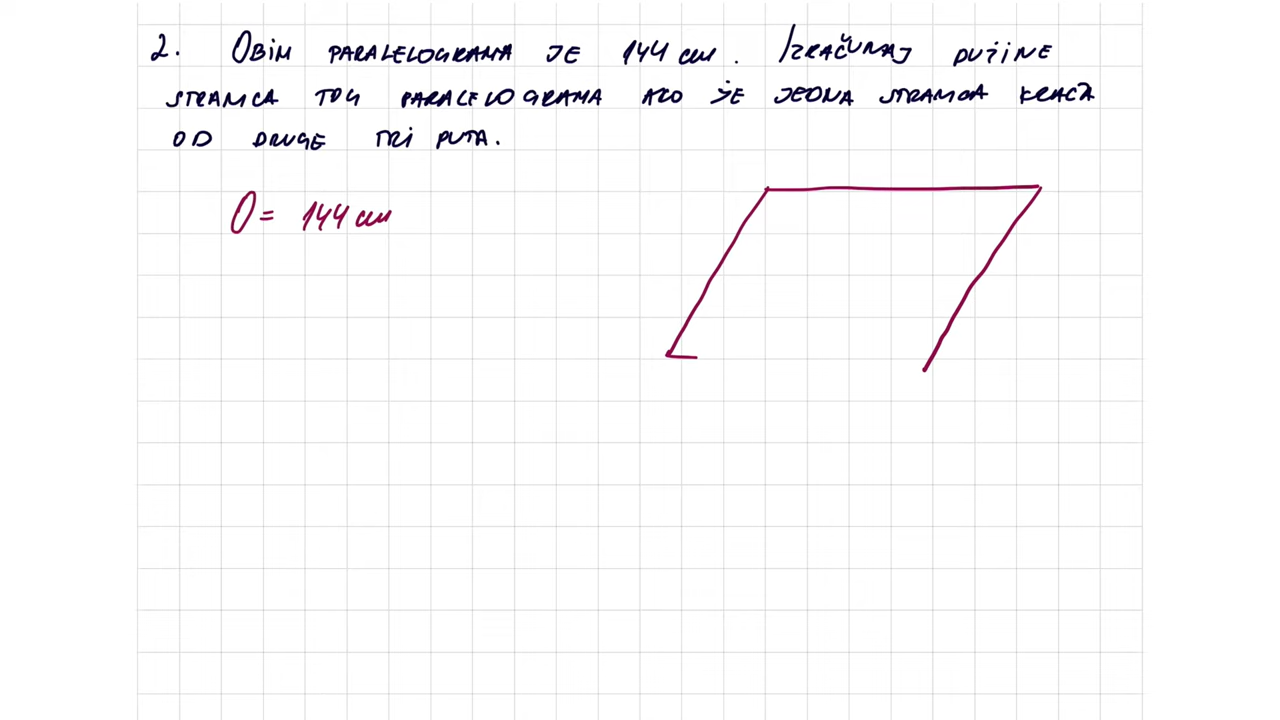 2. OBIM PARALELOGRAMA JE 144 cm. IZRAČUNAJ DUŽINE
STRANICA TOG PARALELOGRAMA AKO JE JEDNA STRANICA KRAĆA
OD DRUGE TRI PUTA.
O = 144 cm